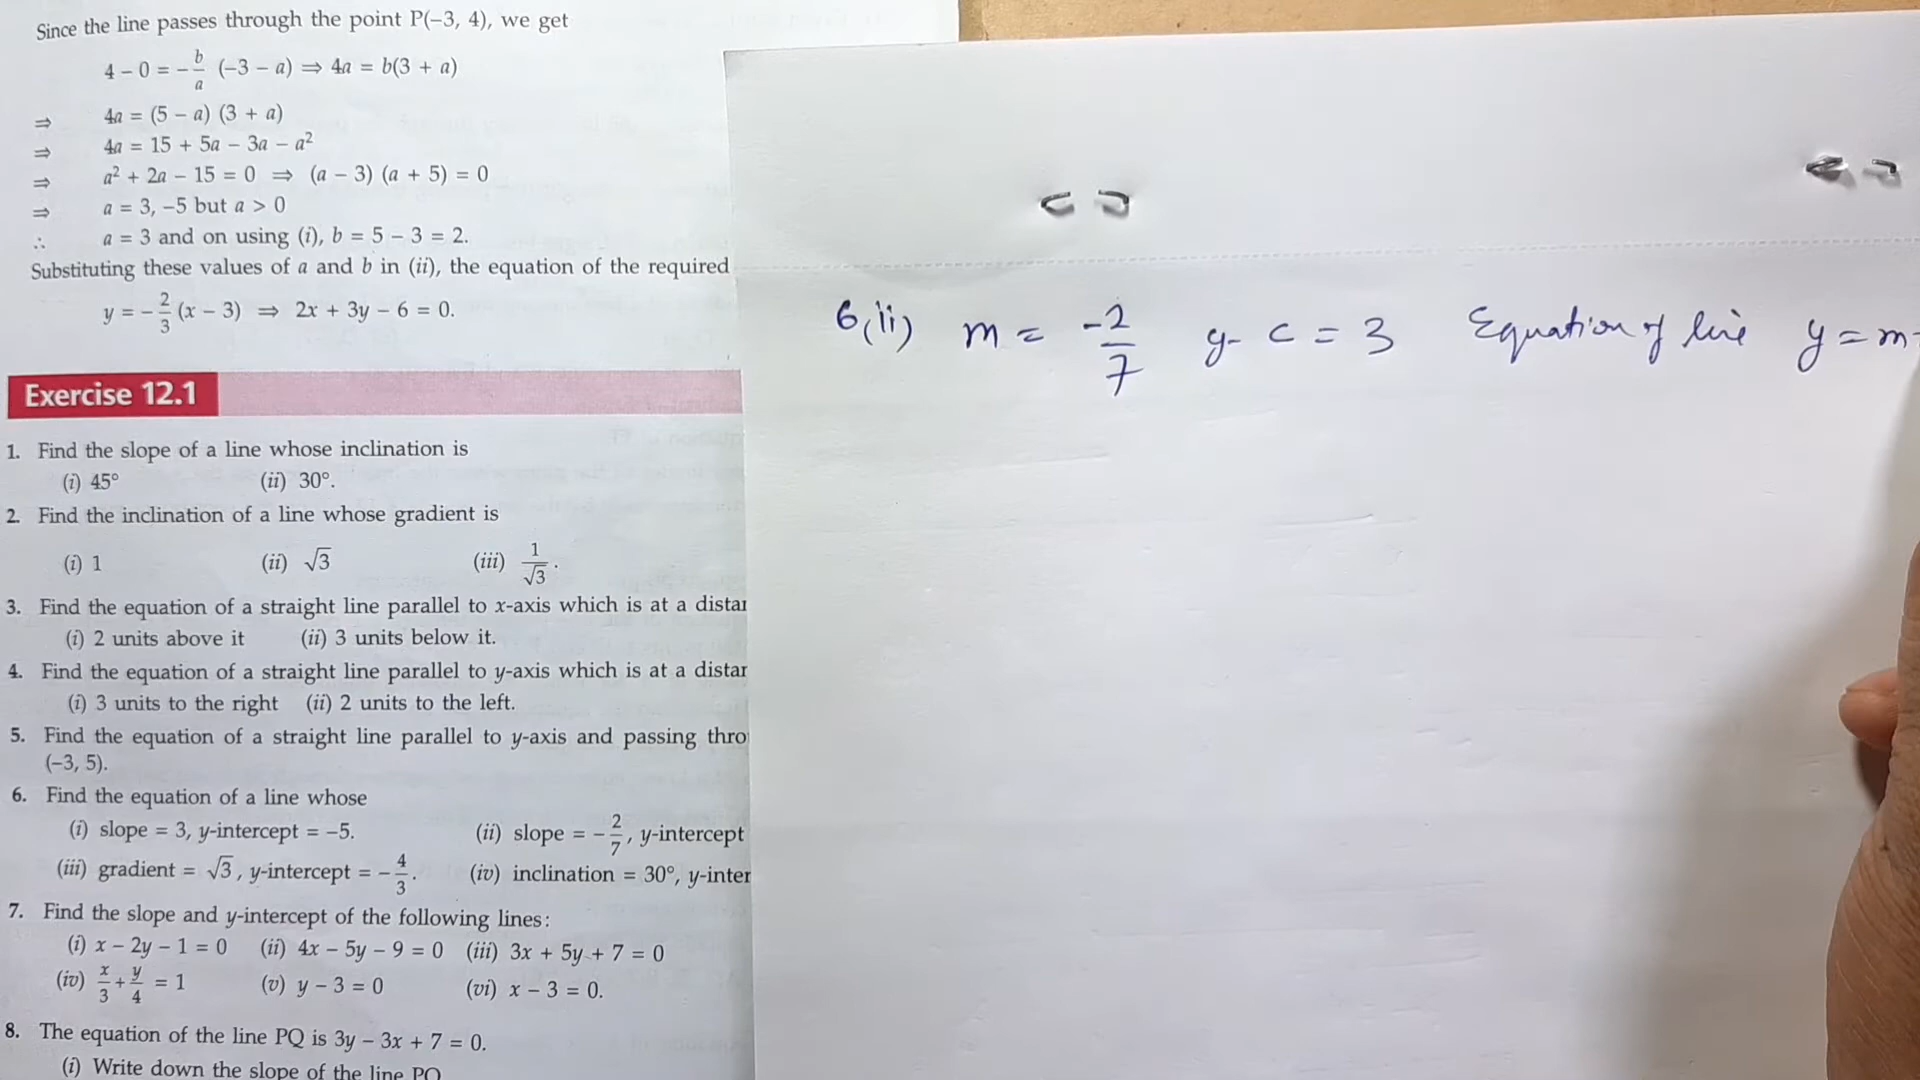 Since the line passes through the point P(–3, 4), we get
4 – 0 = – b/a (–3 – a) ⇒ 4a = b(3 + a)
⇒ 4a = (5 – a) (3 + a)
⇒ 4a = 15 + 5a – 3a – a²
⇒ a² + 2a – 15 = 0 ⇒ (a – 3) (a + 5) = 0
⇒ a = 3, –5 but a > 0
∴ a = 3 and on using (i), b = 5 – 3 = 2.
Substituting these values of a and b in (ii), the equation of the required
y = – 2/3 (x – 3) ⇒ 2x + 3y – 6 = 0.
Exercise 12.1
1. Find the slope of a line whose inclination is
(i) 45° (ii) 30°.
2. Find the inclination of a line whose gradient is
(i) 1 (ii) √3 (iii) 1/√3 .
3. Find the equation of a straight line parallel to x-axis which is at a
(i) 2 units above it (ii) 3 units below it.
4. Find the equation of a straight line parallel to y-axis which is at a
(i) 3 units to the right (ii) 2 units to the left.
5. Find the equation of a straight line parallel to y-axis and passing
(–3, 5).
6. Find the equation of a line whose
(i) slope = 3, y-intercept = –5. (ii) slope = – 2/7, y-intercept
(iii) gradient = √3, y-intercept = – 4/3. (iv) inclination = 30°,
7. Find the slope and y-intercept of the following lines:
(i) x – 2y – 1 = 0 (ii) 4x – 5y – 9 = 0 (iii) 3x + 5y + 7 = 0
(iv) x/3 + y/4 = 1 (v) y – 3 = 0 (vi) x – 3 = 0.
8. The equation of the line PQ is 3y – 3x + 7 = 0.
(i) Write down the slope of the line PQ
6(ii) m = -2/7 y- c = 3 Equation of line y = m